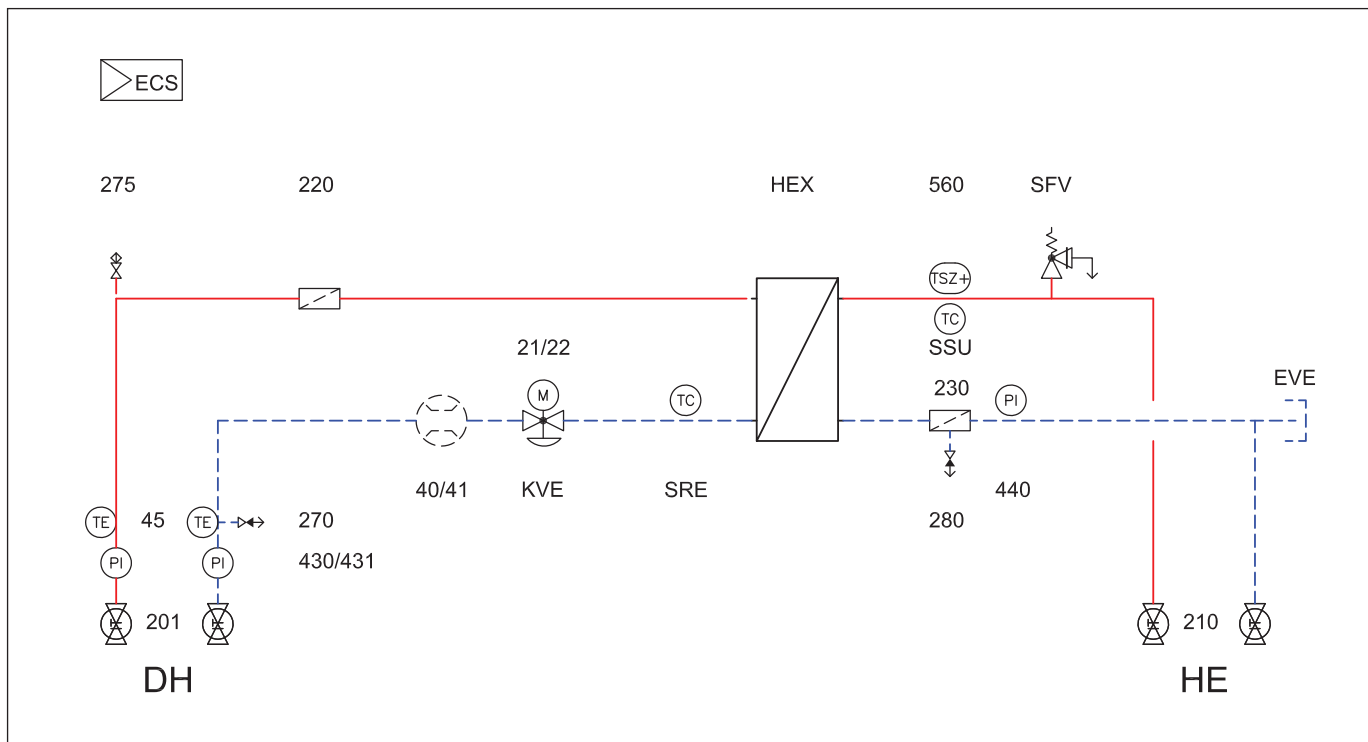 ECS
275 220 HEX 560 SFV
TSZ+
TC
21/22 SSU
EVE
230
M TC PI
40/41 KVE SRE 440
TE 45 TE 270 280
PI PI 430/431
201 210
DH HE